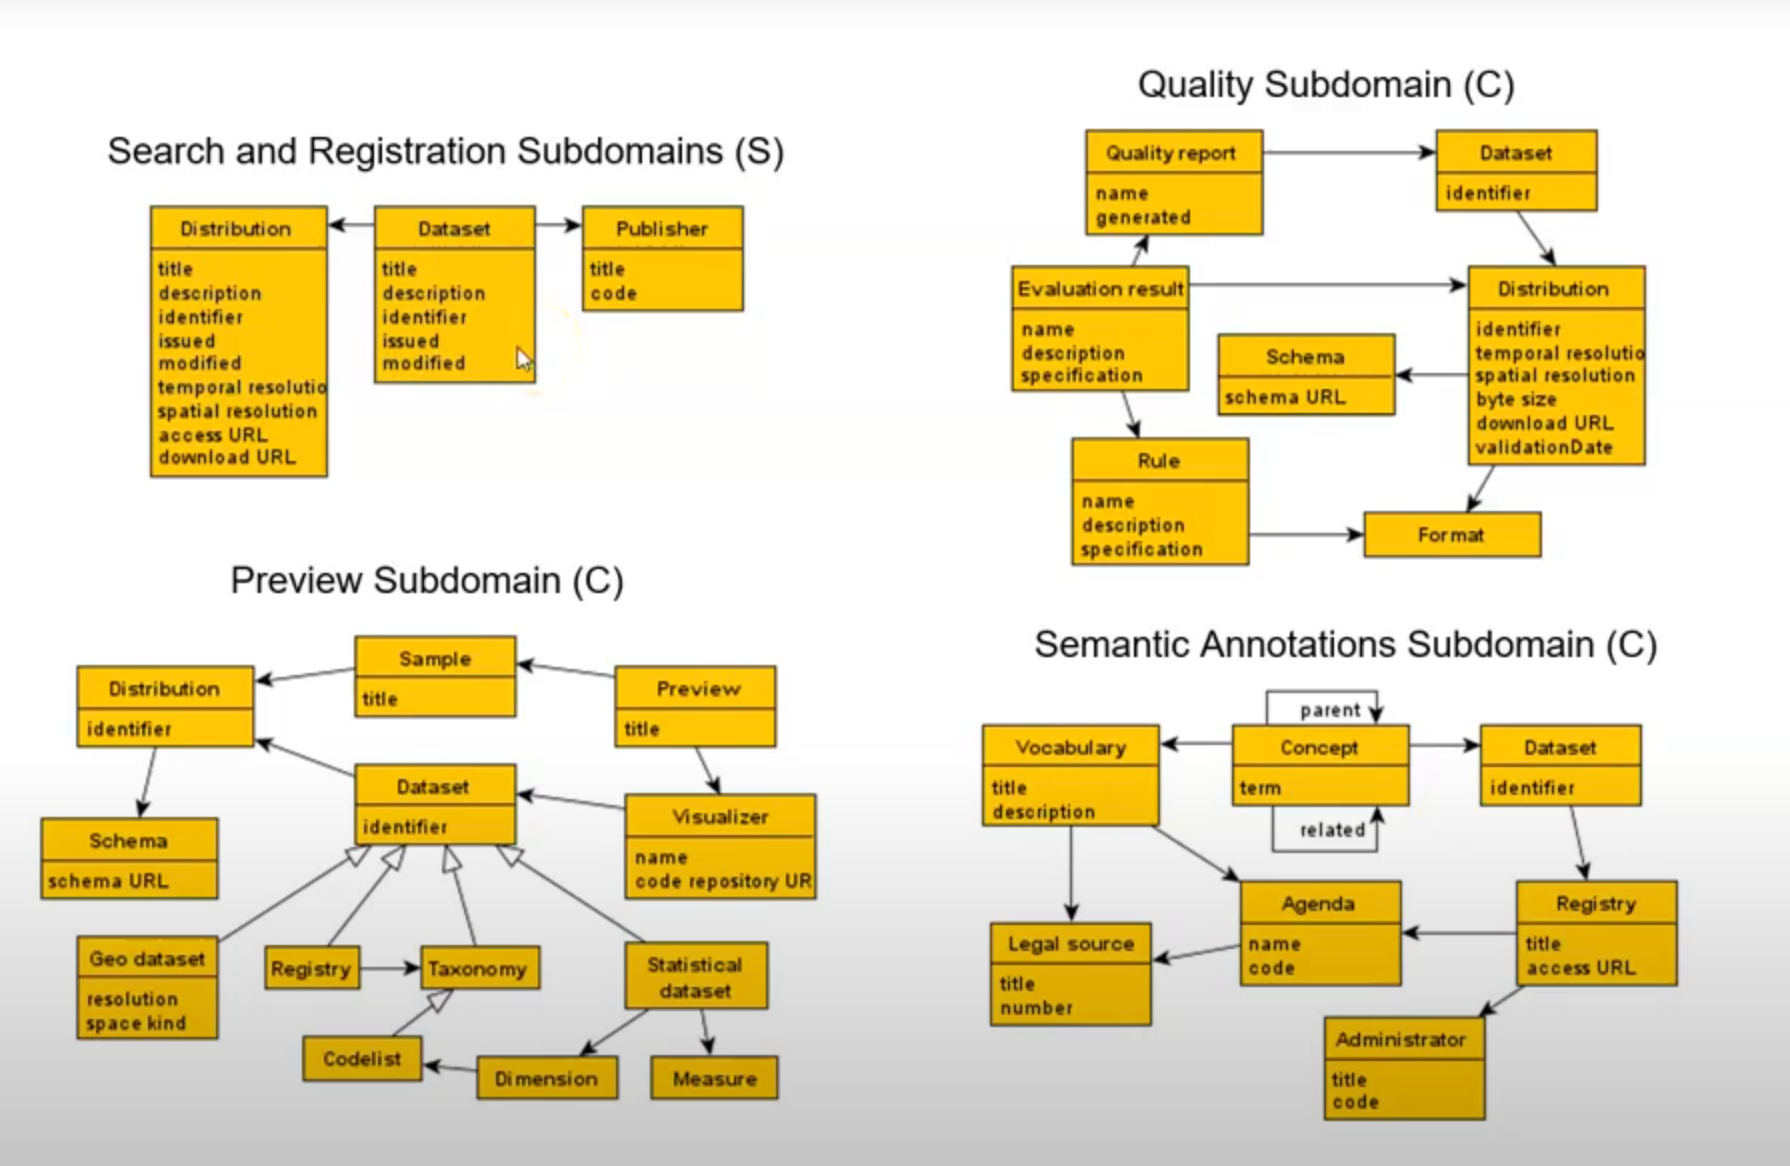 Search and Registration Subdomains (S)
Distribution
title
description
identifier
issued
modified
temporal resolutio
spatial resolution
access URL
download URL
Dataset
title
description
identifier
issued
modified
Publisher
title
code
Quality Subdomain (C)
Quality report
name
generated
Dataset
identifier
Evaluation result
name
description
specification
Distribution
identifier
temporal resolutio
spatial resolution
byte size
download URL
validationDate
Schema
schema URL
Rule
name
description
specification
Format
Preview Subdomain (C)
Distribution
identifier
Sample
title
Preview
title
Schema
schema URL
Dataset
identifier
Visualizer
name
code repository UR
Geo dataset
resolution
space kind
Registry
Taxonomy
Statistical
dataset
Codelist
Dimension
Measure
Semantic Annotations Subdomain (C)
parent
Vocabulary
title
description
Concept
term
related
Dataset
identifier
Legal source
title
number
Agenda
name
code
Registry
title
access URL
Administrator
title
code